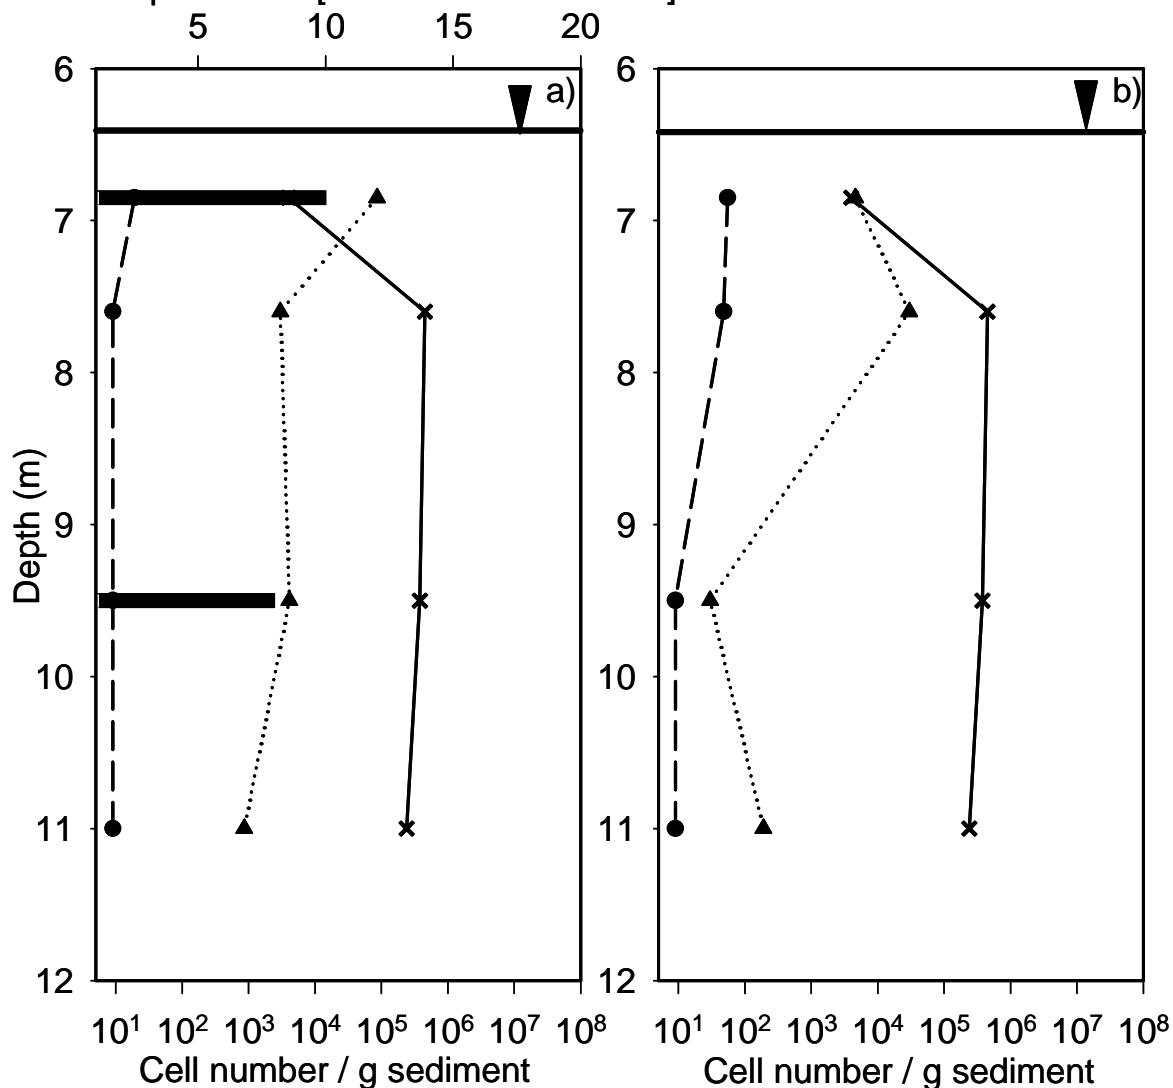 5 10 15 20
6 a) 6 b)
7 7
8 8
9 9
Depth (m)
10 10
11 11
12 12
10¹ 10² 10³ 10⁴ 10⁵ 10⁶ 10⁷ 10⁸ 10¹ 10² 10³ 10⁴ 10⁵ 10⁶ 10⁷ 10⁸
Cell number / g sediment Cell number / g sediment